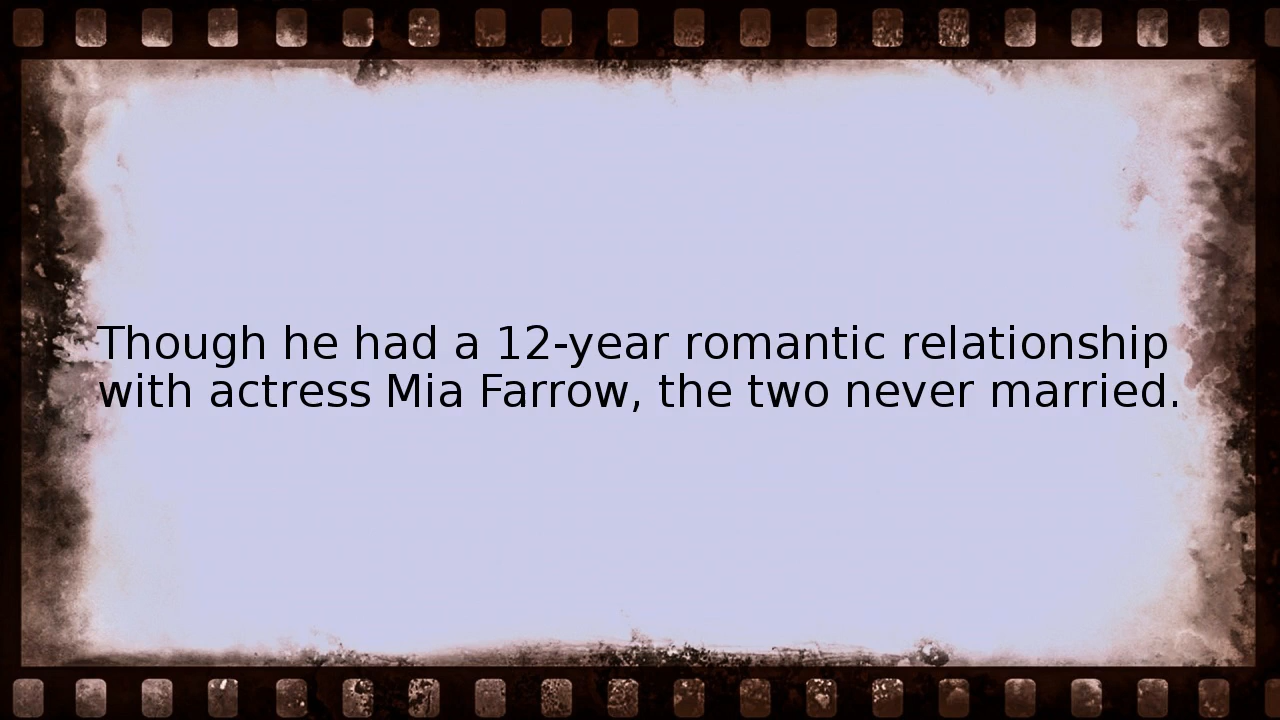 Though he had a 12-year romantic relationship
with actress Mia Farrow, the two never married.